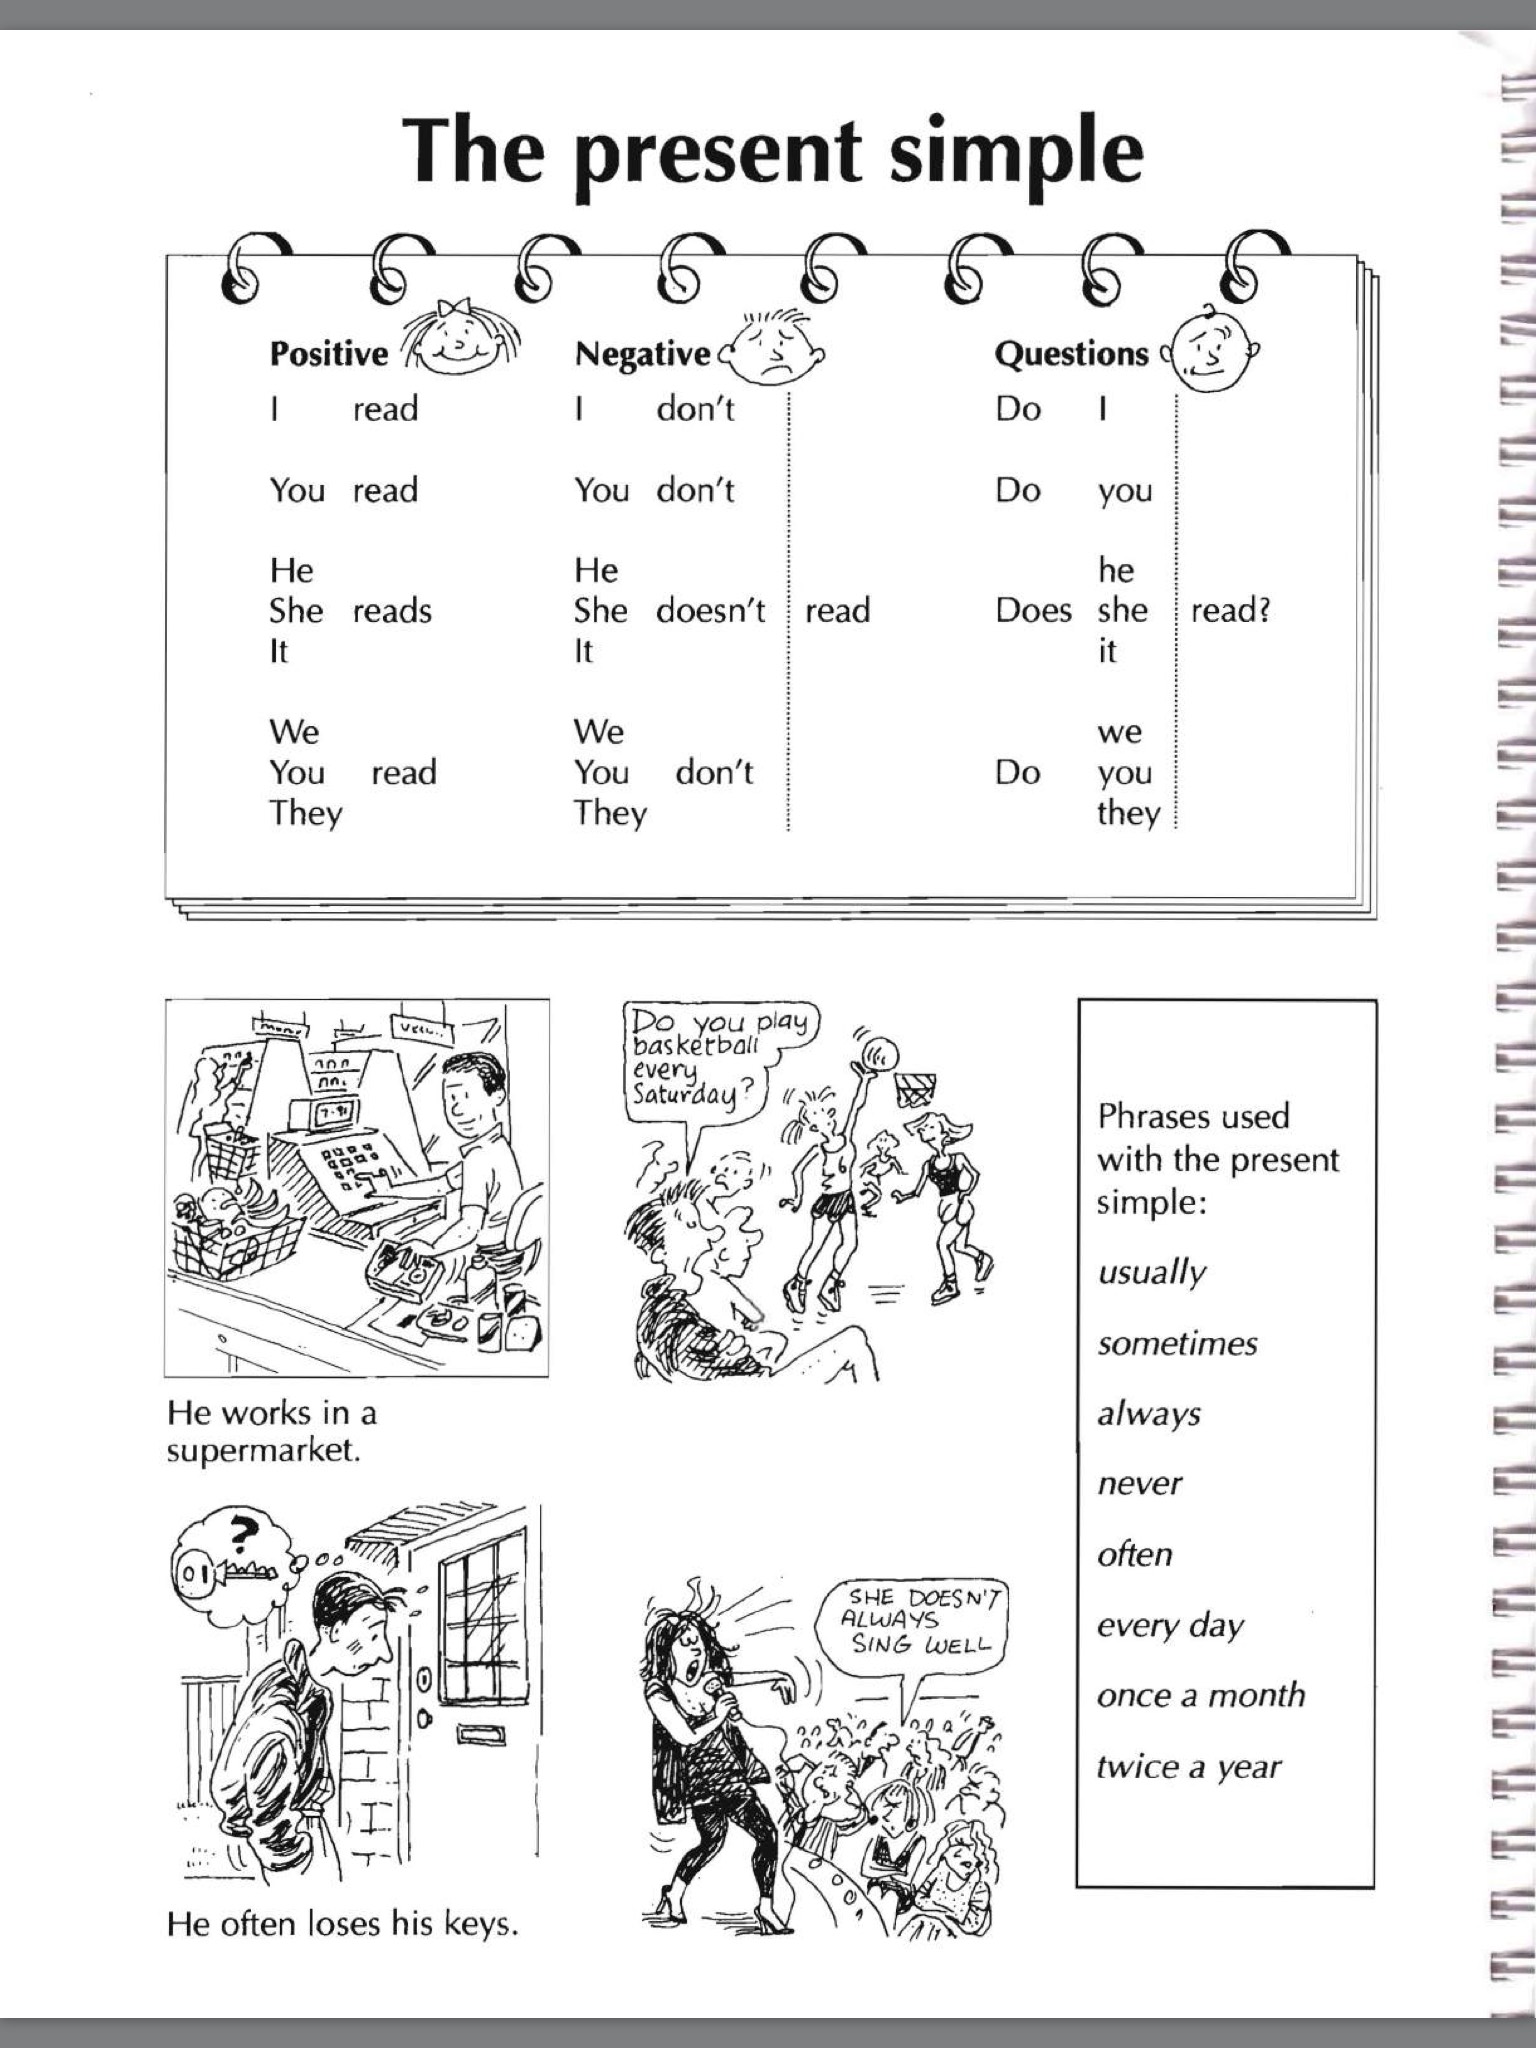 The present simple
Positive
I read
You read
He
She reads
It
We
You read
They
Negative
I don't
You don't
He
She doesn't read
It
We
You don't
They
Questions
Do I
Do you
he
Does she read?
it
we
Do you
they
He works in a
supermarket.
Do you play
basketball
every
Saturday?
He often loses his keys.
?
SHE DOESN'T
ALWAYS
SING WELL
Phrases used
with the present
simple:
usually
sometimes
always
never
often
every day
once a month
twice a year